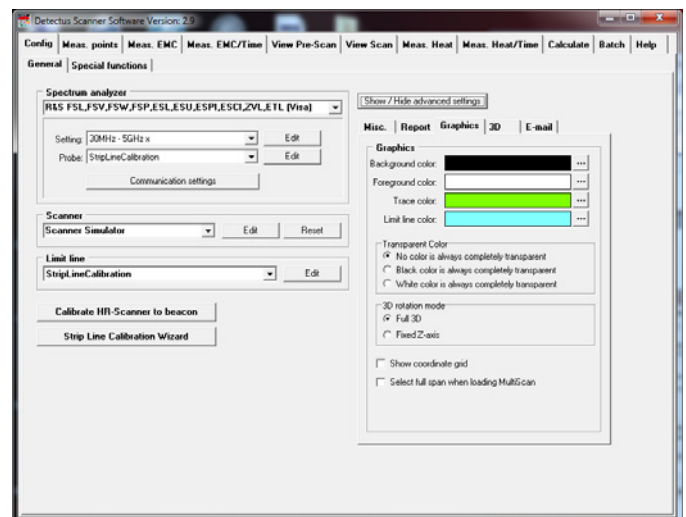 Detectus Scanner Software Version: 2.9
Config Meas. points Meas. EMC Meas. EMC/Time View Pre-Scan View Scan Meas. Heat Meas. Heat/Time Calculate Batch Help
General Special functions
Spectrum analyzer
R&S FSL,FSV,FSW,FSP,ESL,ESU,ESPI,ESCI,ZVL,ETL (Visa)
Setting: 30MHz - 5GHz x Edit
Probe: StripLineCalibration Edit
Communication settings
Scanner
Scanner Simulator Edit Reset
Limit line
StripLineCalibration Edit
Calibrate HR-Scanner to beacon
Strip Line Calibration Wizard
Show / Hide advanced settings
Misc. Report Graphics 3D E-mail
Graphics
Background color: ...
Foreground color: ...
Trace color: ...
Limit line color: ...
Transparent Color
No color is always completely transparent
Black color is always completely transparent
White color is always completely transparent
3D rotation mode
Full 3D
Fixed Z-axis
Show coordinate grid
Select full span when loading MultiScan